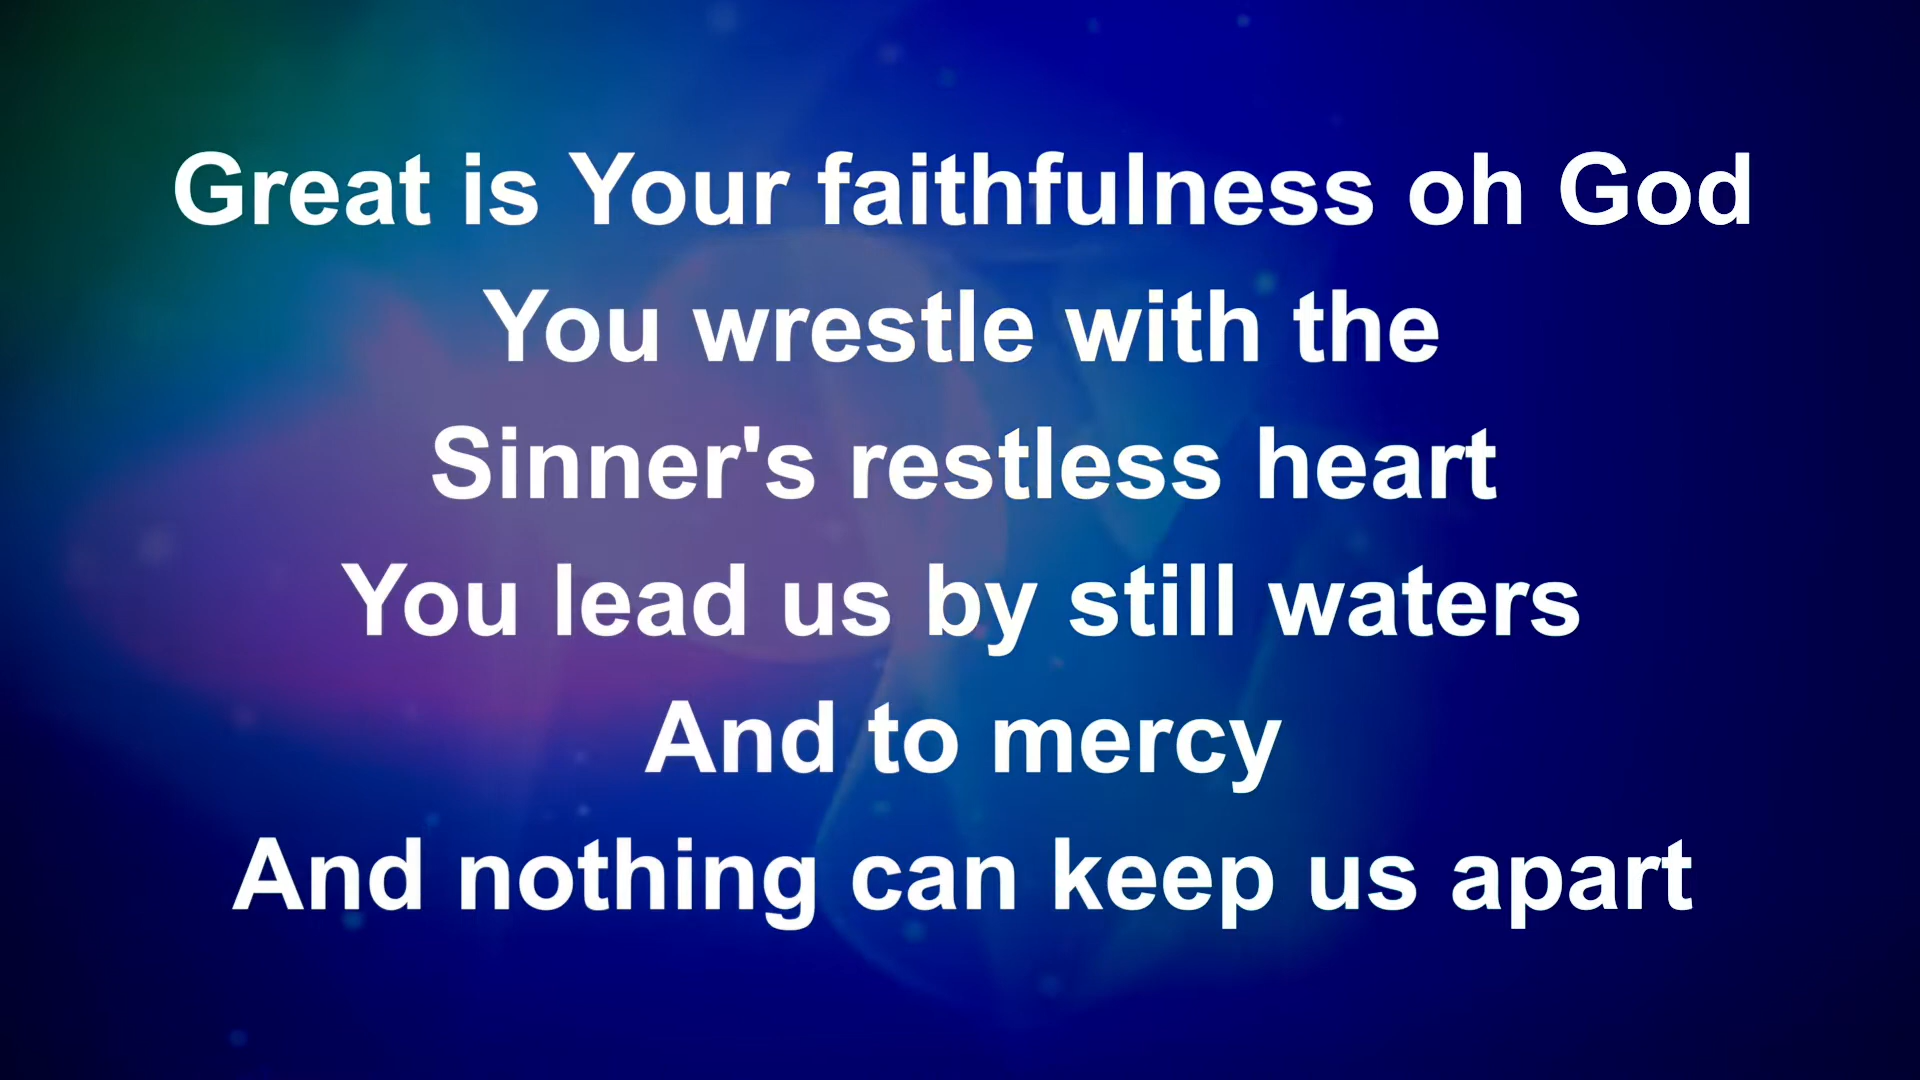 Great is Your faithfulness oh God
You wrestle with the
Sinner's restless heart
You lead us by still waters
And to mercy
And nothing can keep us apart